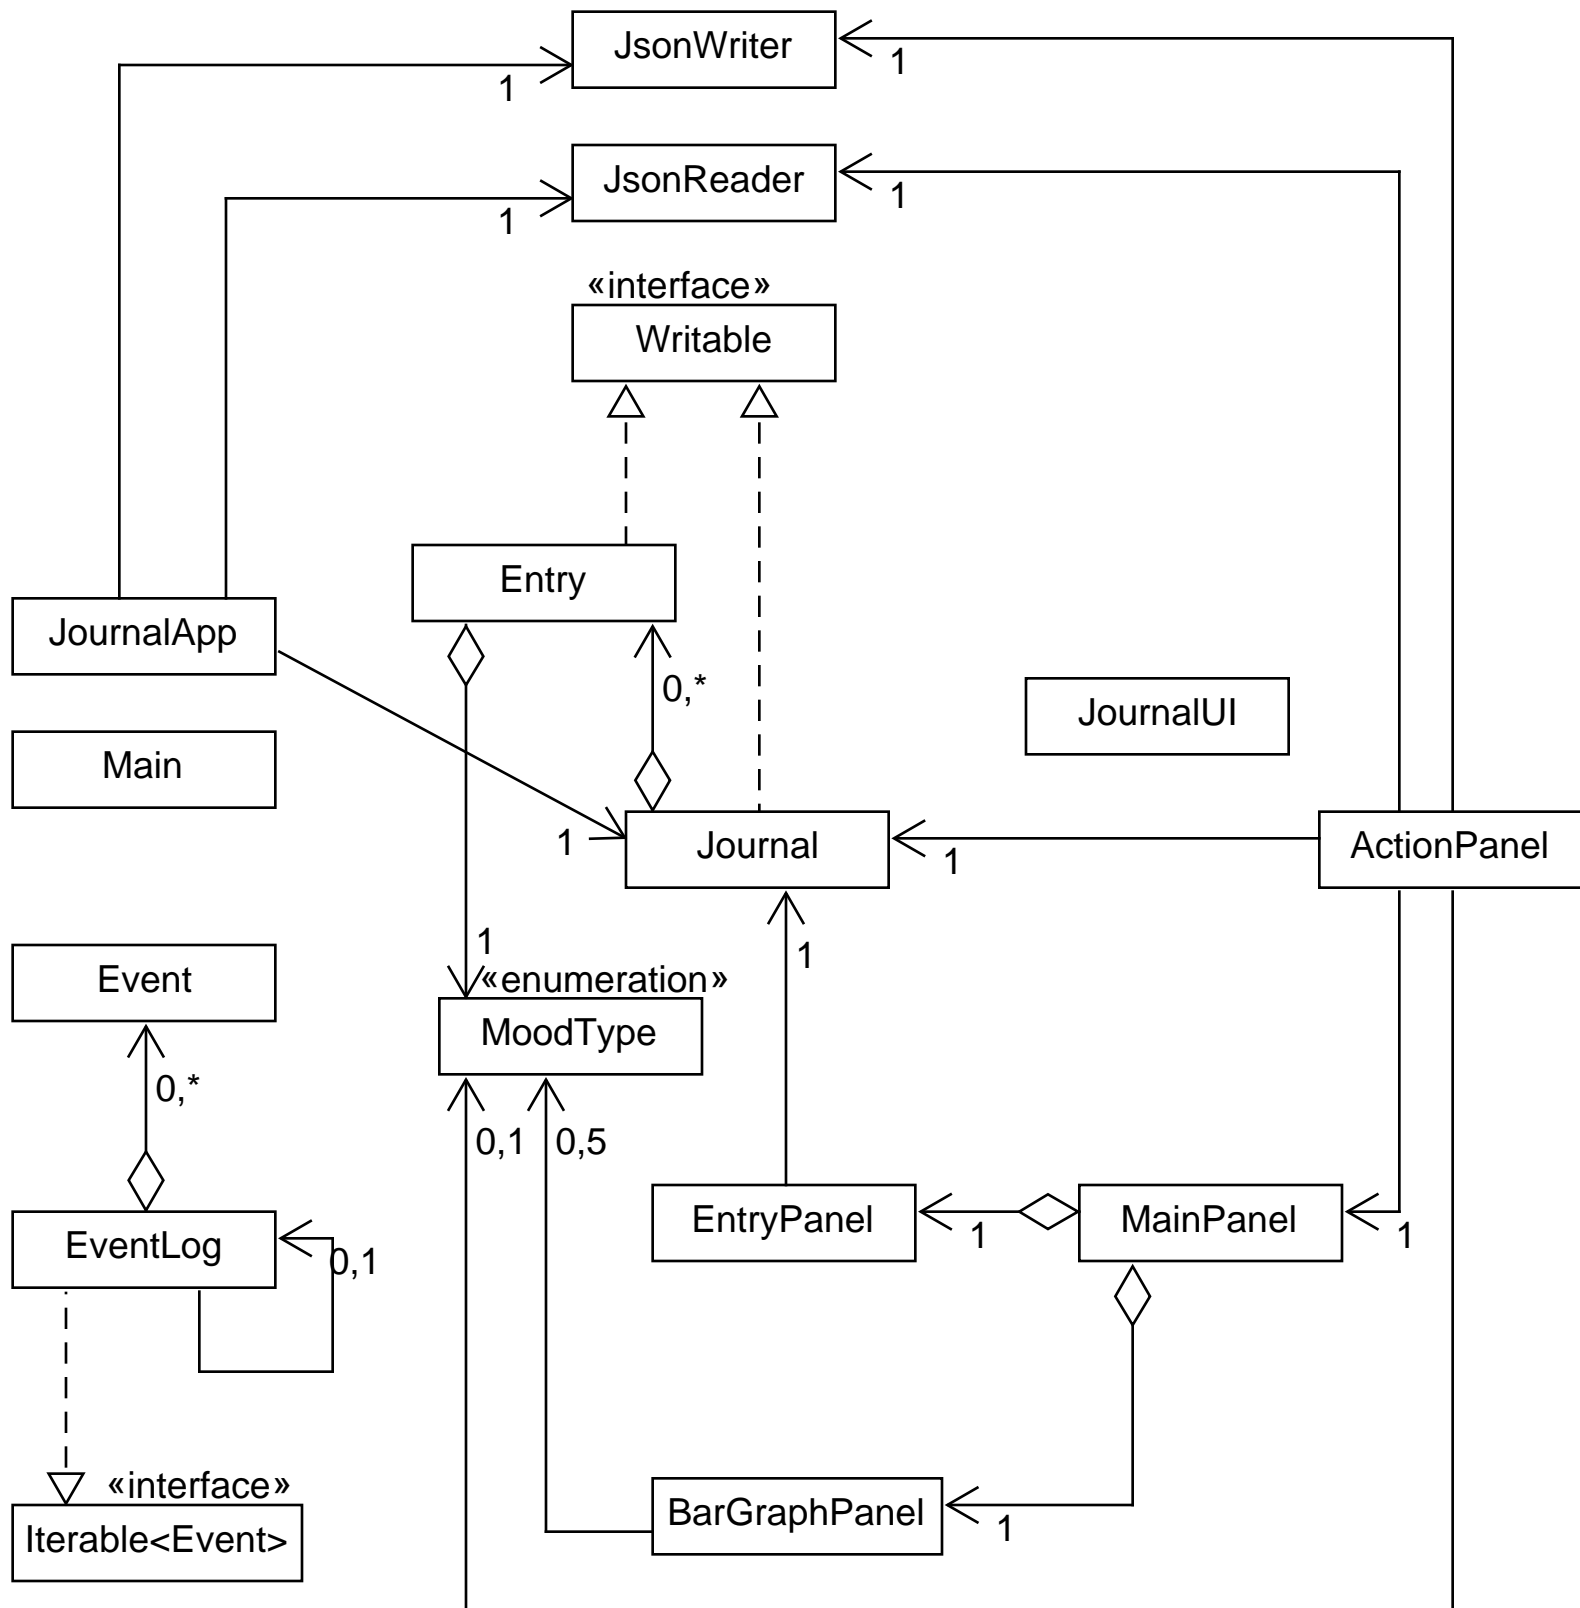 JsonWriter
1
1
JsonReader
1
1
«interface»
Writable
Entry
JournalApp
0,*
JournalUI
Main
1
Journal
1
ActionPanel
1
1
Event
«enumeration»
MoodType
0,*
0,1
0,5
EntryPanel
1
MainPanel
1
EventLog
0,1
«interface»
BarGraphPanel
1
Iterable<Event>